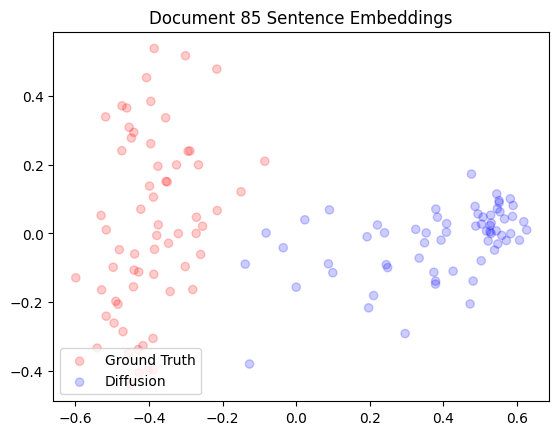 Document 85 Sentence Embeddings
0.4
0.2
0.0
−0.2
−0.4
Ground Truth
Diffusion
−0.6 −0.4 −0.2 0.0 0.2 0.4 0.6